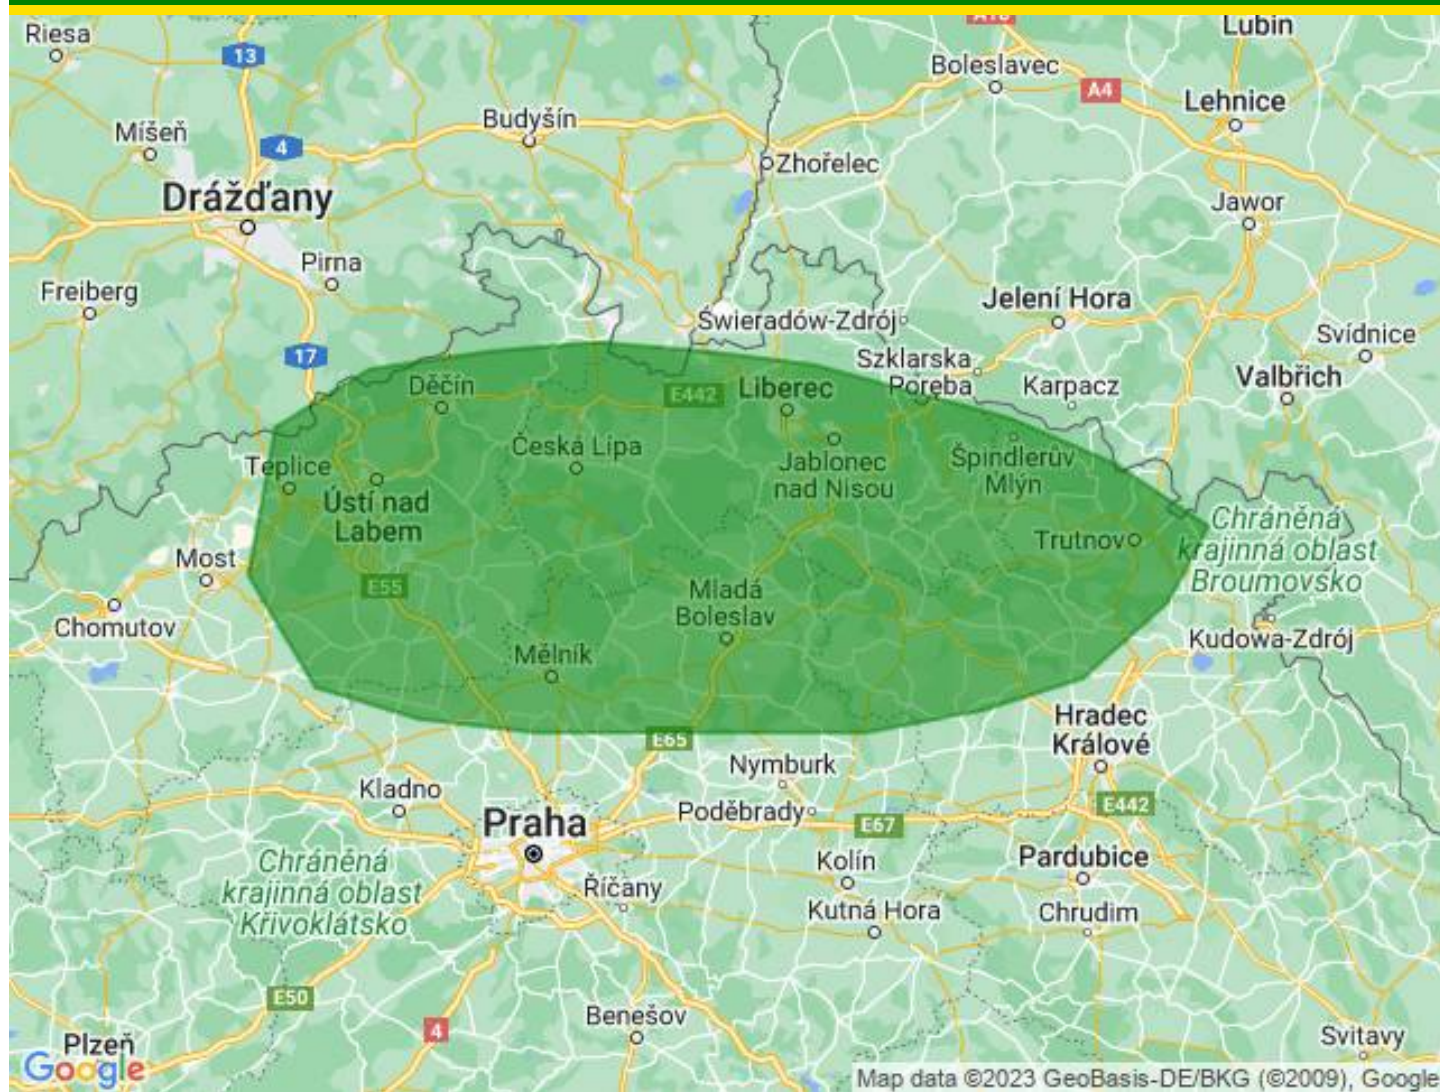 Lubin
Riesa
13
Boleslavec
A4
Lehnice
Míšeň
4
Budyšín
Zhořelec
Drážďany
Jawor
Pirna
Freiberg
Jelení Hora
Świeradów-Zdrój
Svídnice
17
Szklarska
Poręba
Karpacz
Valbřich
Děčín
E442
Liberec
Teplice
Česká Lípa
Jablonec
nad Nisou
Špindlerův
Mlýn
Ústí nad
Labem
Trutnov
Chráněná
krajinná oblast
Broumovsko
Most
E55
Mladá
Boleslav
Chomutov
Kudowa-Zdrój
Mělník
Hradec
Králové
E65
Nymburk
Kladno
Poděbrady
E67
E442
Praha
Chráněná
krajinná oblast
Křivoklátsko
Kolín
Pardubice
Říčany
Kutná Hora
Chrudim
E50
4
Benešov
Svitavy
Plzeň
Google
Map data ©2023 GeoBasis-DE/BKG (©2009), Google